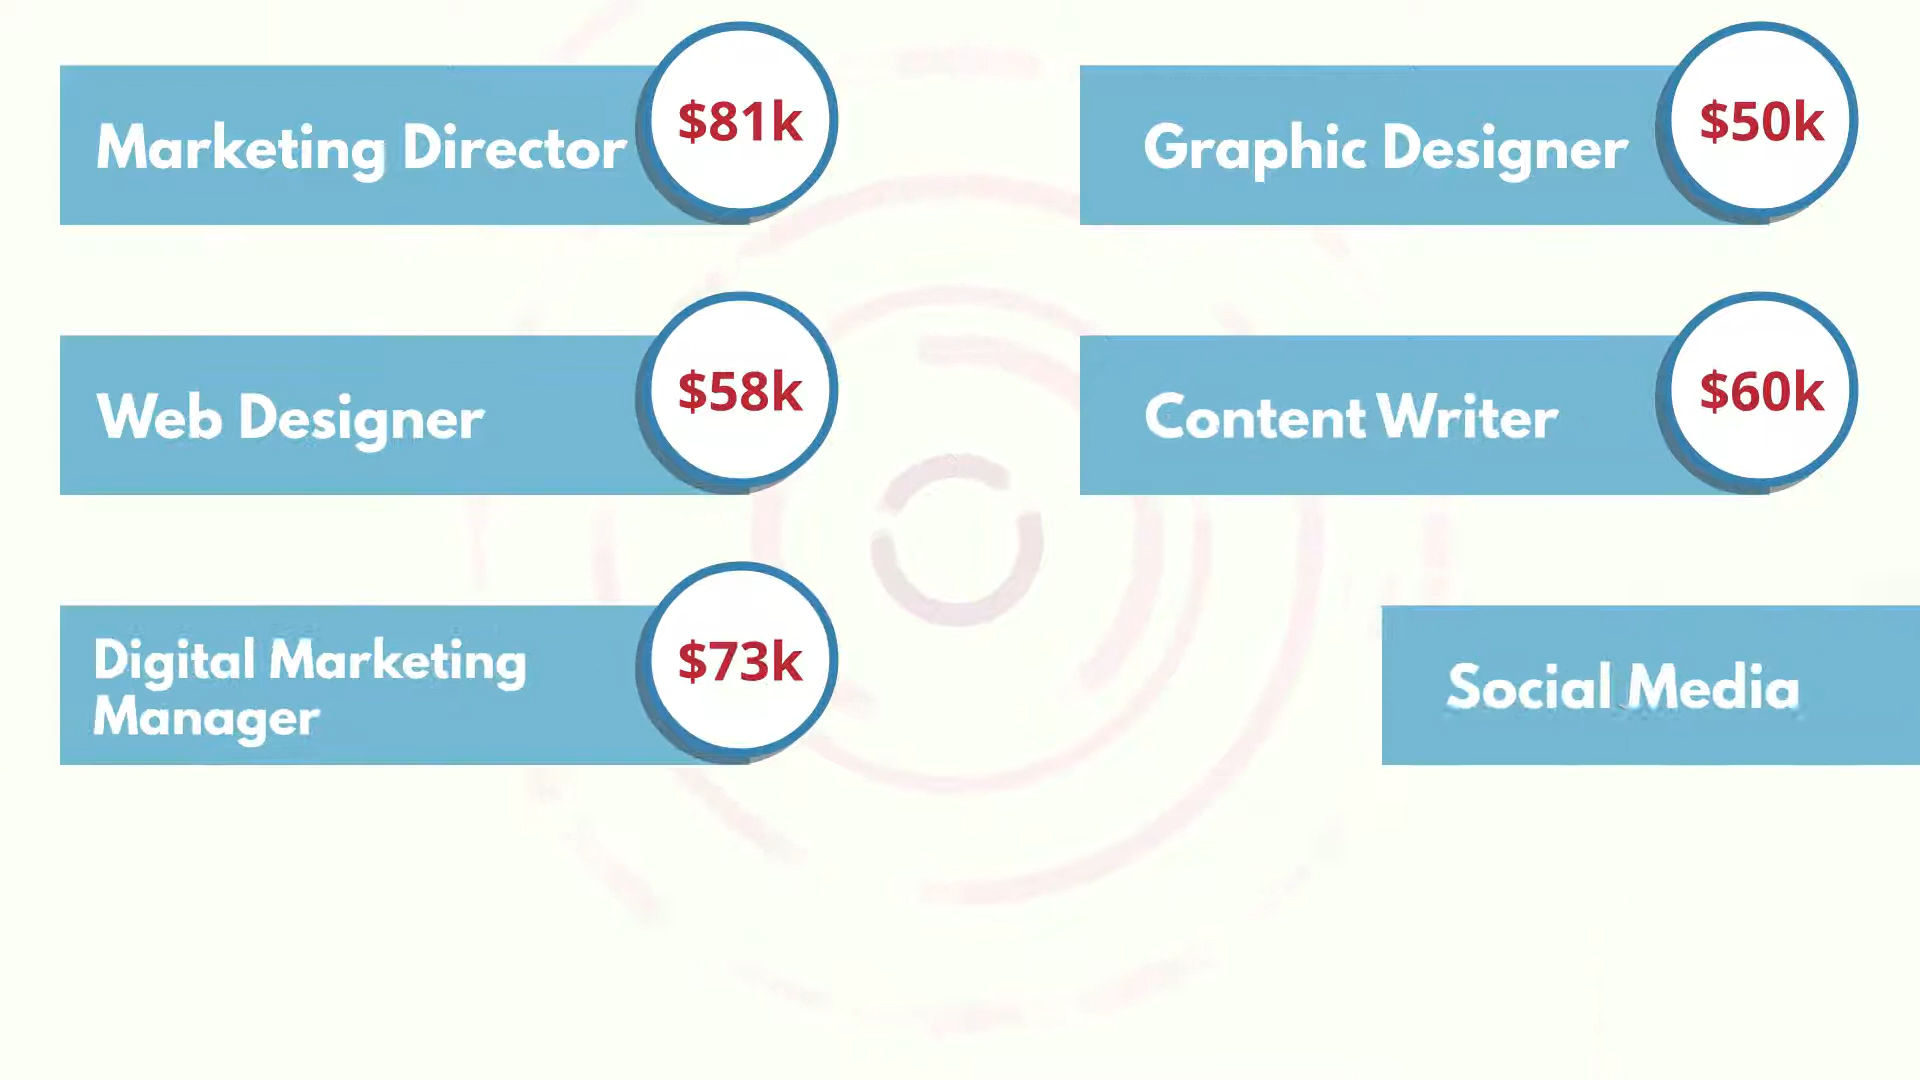 Marketing Director
$81k
Graphic Designer
$50k
Web Designer
$58k
Content Writer
$60k
Digital Marketing
Manager
$73k
Social Media